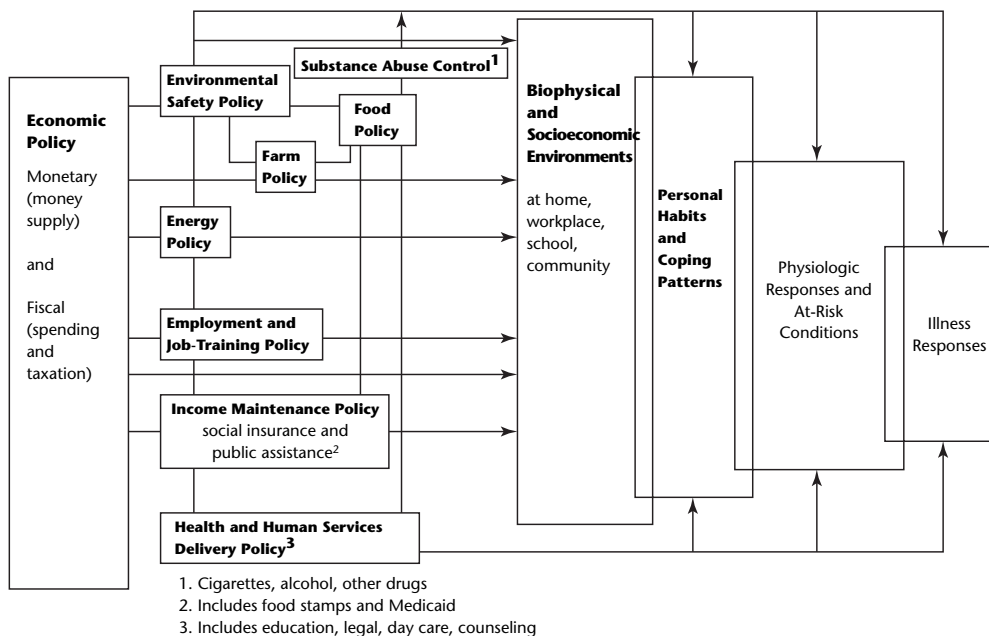 Economic
Policy
Monetary
(money
supply)
and
Fiscal
(spending
and
taxation)
Substance Abuse Control1
Environmental
Safety Policy
Food
Policy
Farm
Policy
Energy
Policy
Employment and
Job-Training Policy
Income Maintenance Policy
social insurance and
public assistance2
Health and Human Services
Delivery Policy3
Biophysical
and
Socioeconomic
Environments
at home,
workplace,
school,
community
Personal
Habits
and
Coping
Patterns
Physiologic
Responses and
At-Risk
Conditions
Illness
Responses
1. Cigarettes, alcohol, other drugs
2. Includes food stamps and Medicaid
3. Includes education, legal, day care, counseling